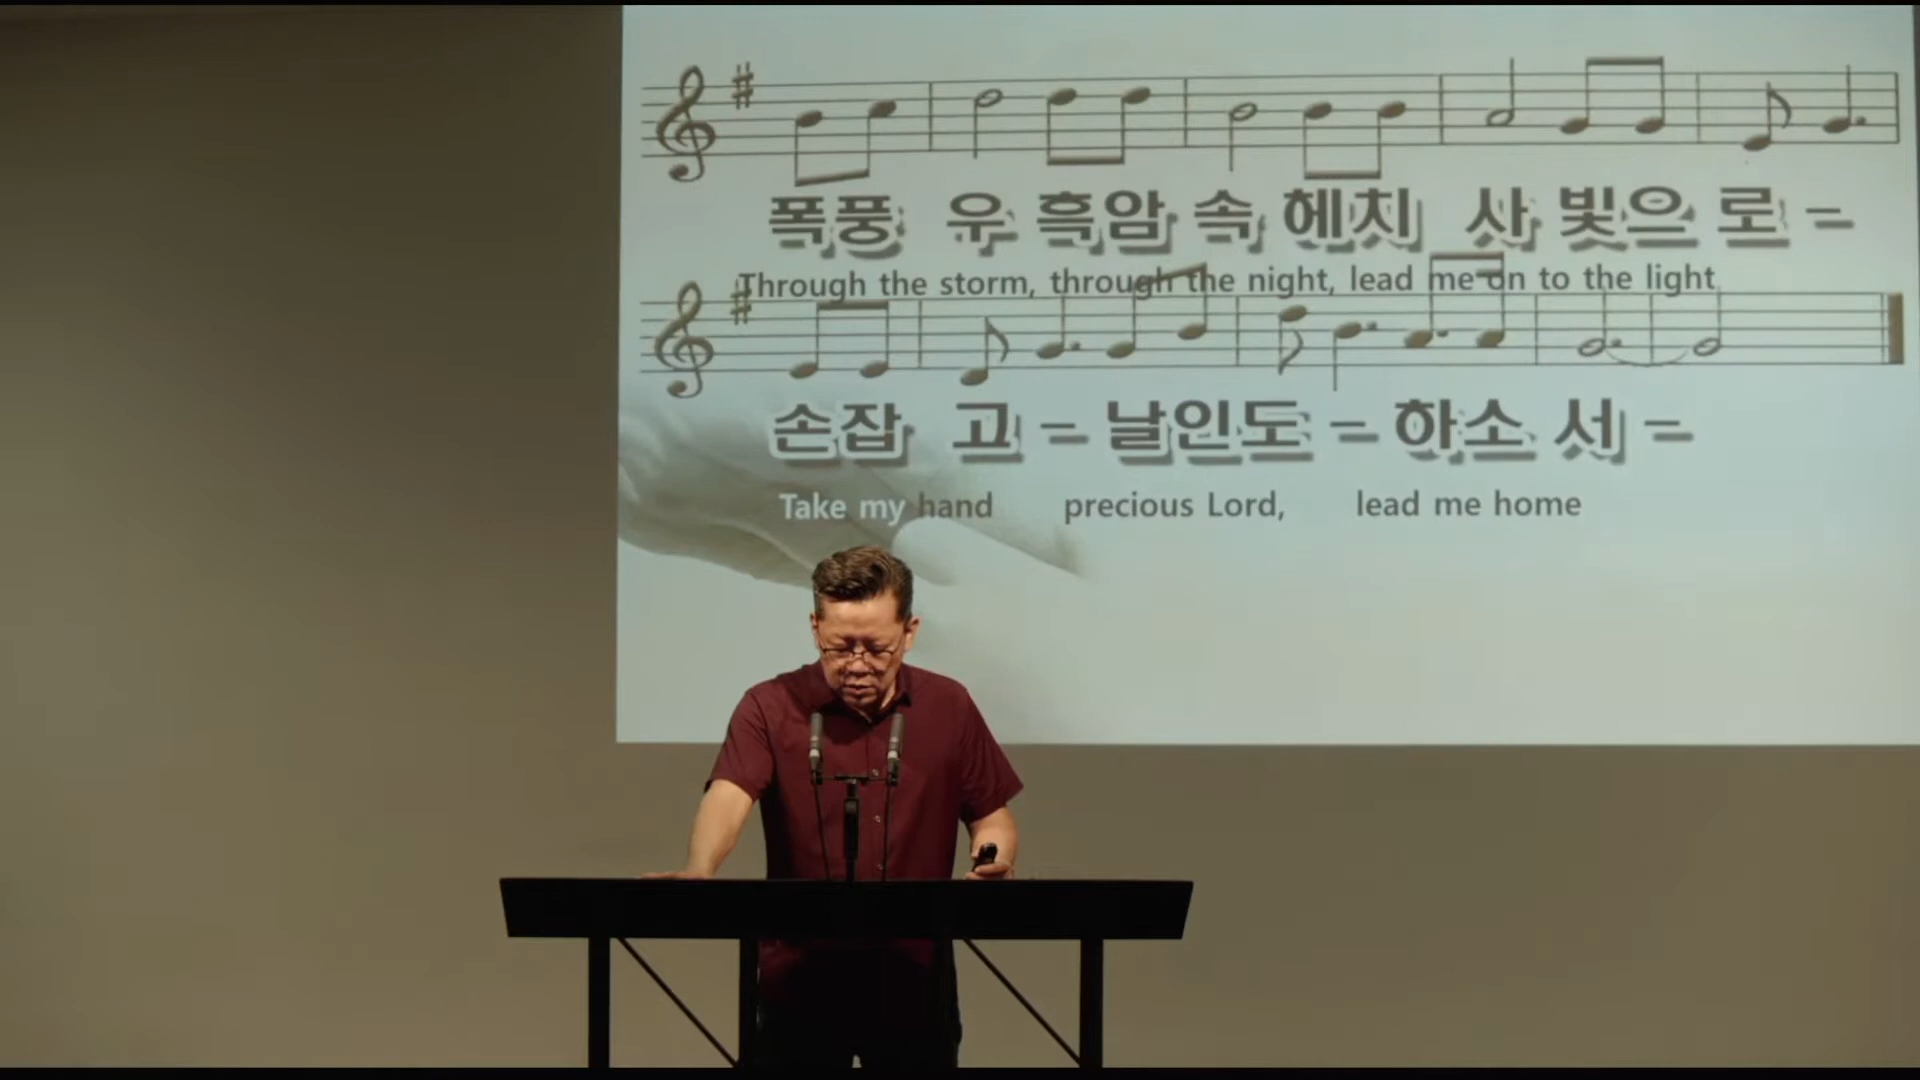 폭풍 우 흑암 속 헤치 사 빛으 로 -
Through the storm, through the night, lead me on to the light
손잡 고 - 날인도 - 하소 서 -
Take my hand precious Lord, lead me home